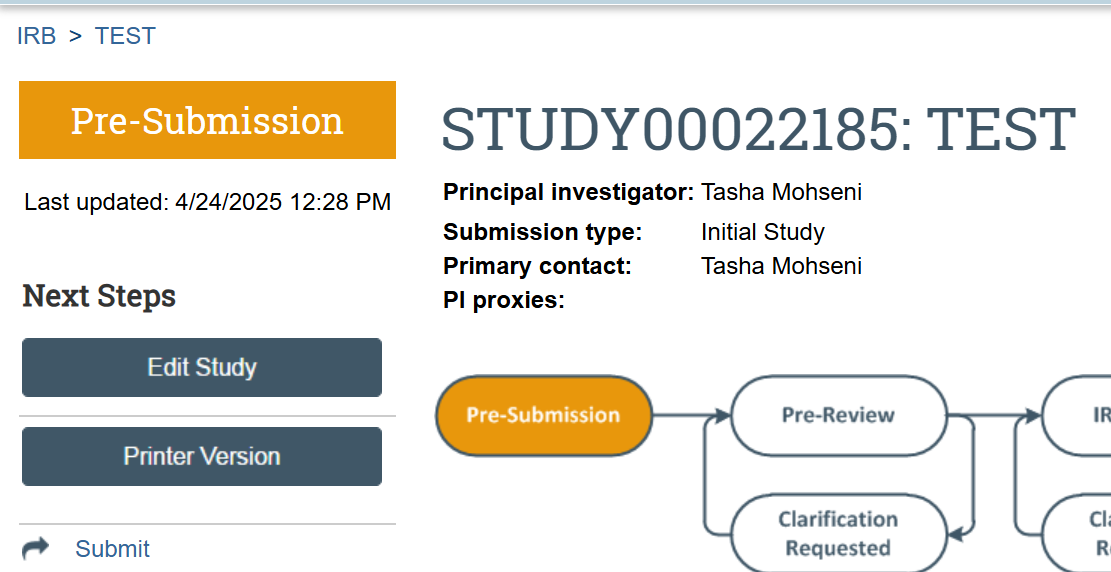 IRB > TEST
Pre-Submission
Last updated: 4/24/2025 12:28 PM
Next Steps
Edit Study
Printer Version
Submit
STUDY00022185: TEST
Principal investigator: Tasha Mohseni
Submission type: Initial Study
Primary contact: Tasha Mohseni
PI proxies:
Pre-Submission
Pre-Review
Clarification
Requested